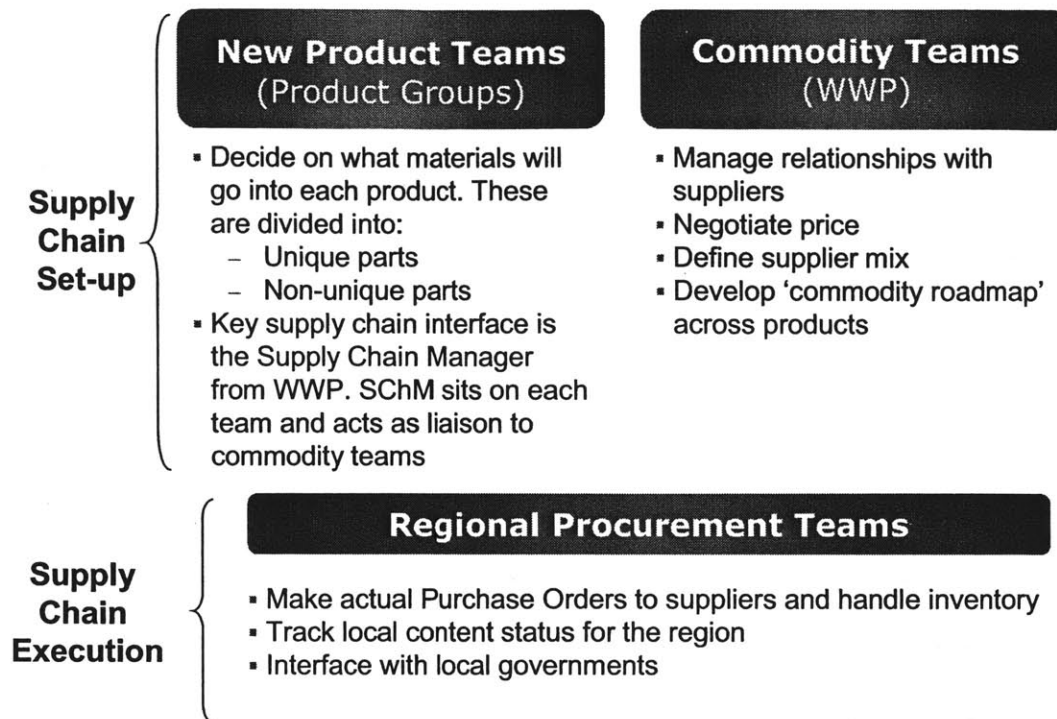 Supply
Chain
Set-up
New Product Teams
(Product Groups)
▪ Decide on what materials will
go into each product. These
are divided into:
– Unique parts
– Non-unique parts
▪ Key supply chain interface is
the Supply Chain Manager
from WWP. SChM sits on each
team and acts as liaison to
commodity teams
Commodity Teams
(WWP)
▪ Manage relationships with
suppliers
▪ Negotiate price
▪ Define supplier mix
▪ Develop ‘commodity roadmap’
across products
Supply
Chain
Execution
Regional Procurement Teams
▪ Make actual Purchase Orders to suppliers and handle inventory
▪ Track local content status for the region
▪ Interface with local governments